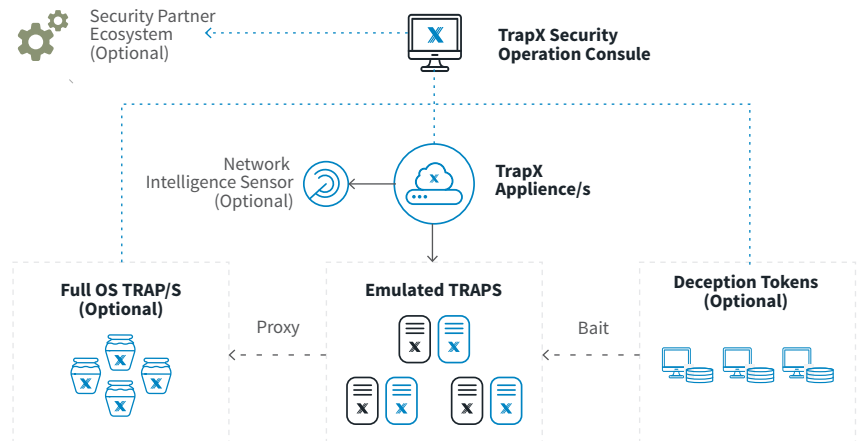 Security Partner
Ecosystem
(Optional)
TrapX Security
Operation Consule
Network
Intelligence Sensor
(Optional)
TrapX
Applience/s
Full OS TRAP/S
(Optional)
Emulated TRAPS
Deception Tokens
(Optional)
Proxy
Bait